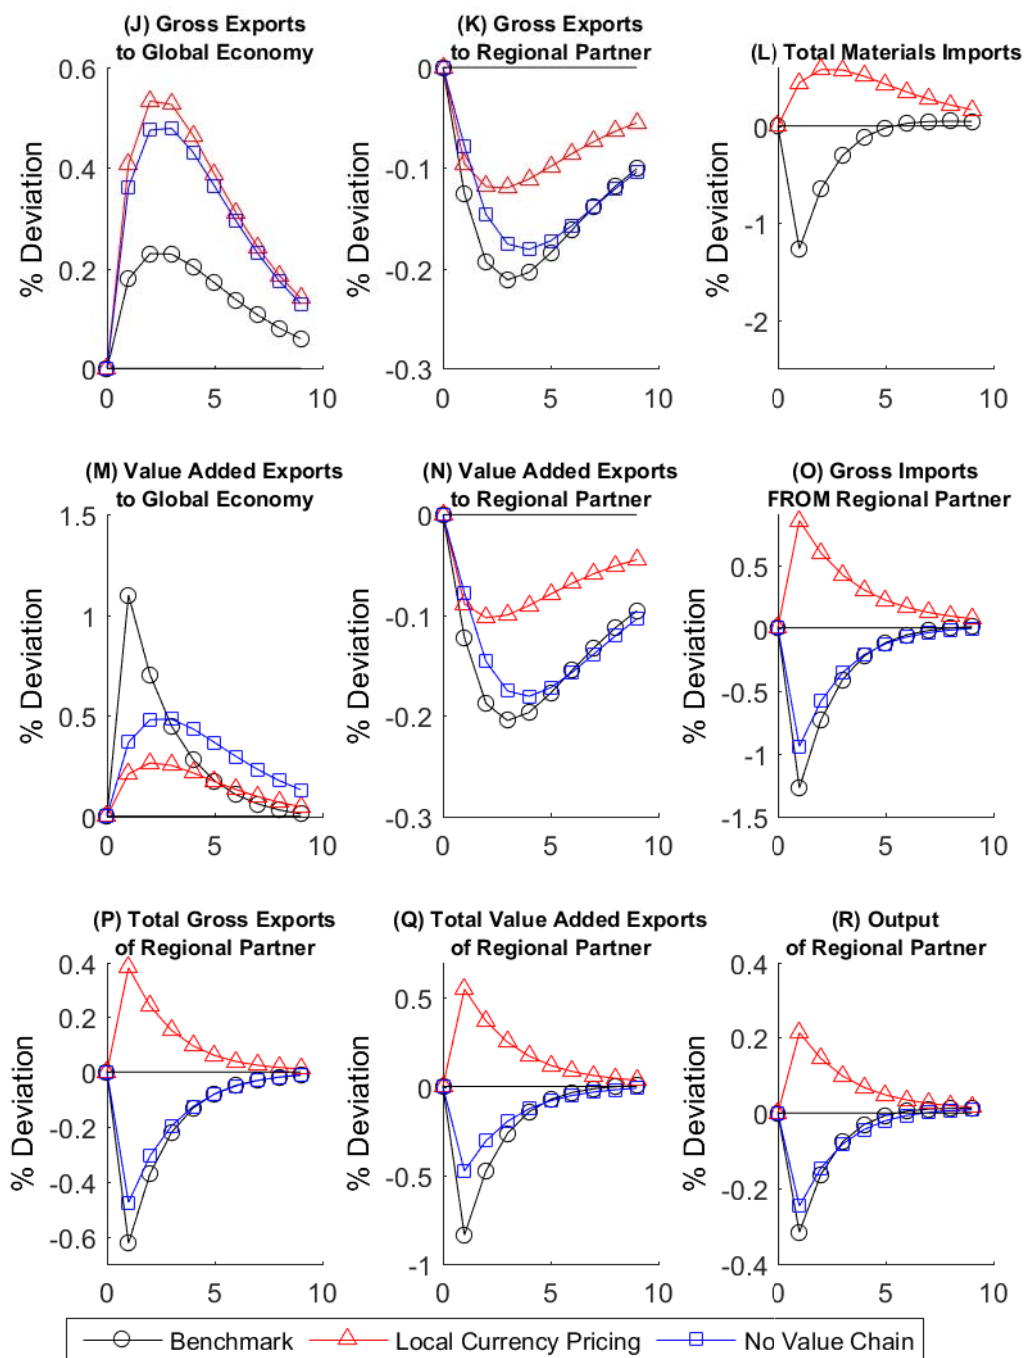 (J) Gross Exports
to Global Economy
% Deviation
0.6
0.4
0.2
0
0
5
10
(K) Gross Exports
to Regional Partner
% Deviation
0
-0.1
-0.2
-0.3
0
5
10
(L) Total Materials Imports
% Deviation
0
-1
-2
0
5
10
(M) Value Added Exports
to Global Economy
% Deviation
1.5
1
0.5
0
0
5
10
(N) Value Added Exports
to Regional Partner
% Deviation
0
-0.1
-0.2
-0.3
0
5
10
(O) Gross Imports
FROM Regional Partner
% Deviation
0.5
0
-0.5
-1
-1.5
0
5
10
(P) Total Gross Exports
of Regional Partner
% Deviation
0.4
0.2
0
-0.2
-0.4
-0.6
0
5
10
(Q) Total Value Added Exports
of Regional Partner
% Deviation
0.5
0
-0.5
-1
0
5
10
(R) Output
of Regional Partner
% Deviation
0.4
0.2
0
-0.2
-0.4
0
5
10
Benchmark
Local Currency Pricing
No Value Chain